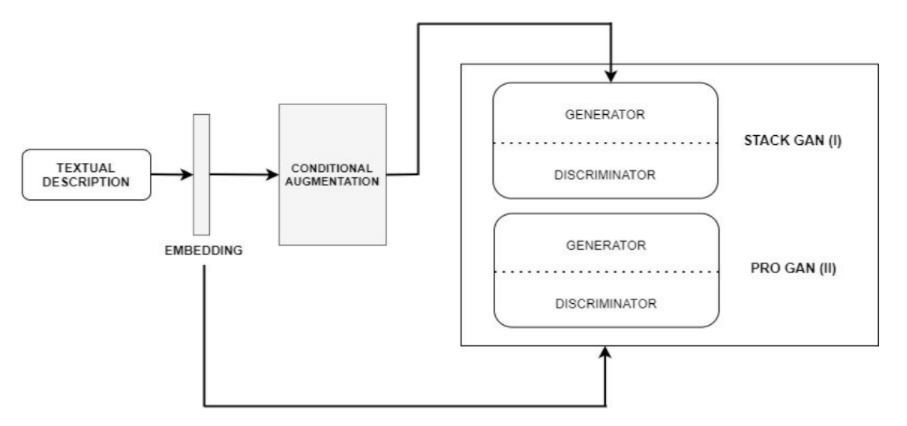 TEXTUAL
DESCRIPTION
EMBEDDING
CONDITIONAL
AUGMENTATION
GENERATOR
DISCRIMINATOR
STACK GAN (I)
GENERATOR
DISCRIMINATOR
PRO GAN (II)